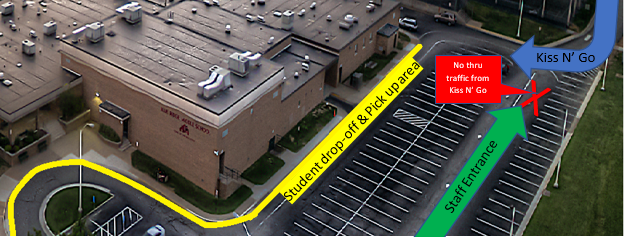 Kiss N' Go
No thru
traffic from
Kiss N' Go
Student drop-off & Pick up area
Staff Entrance